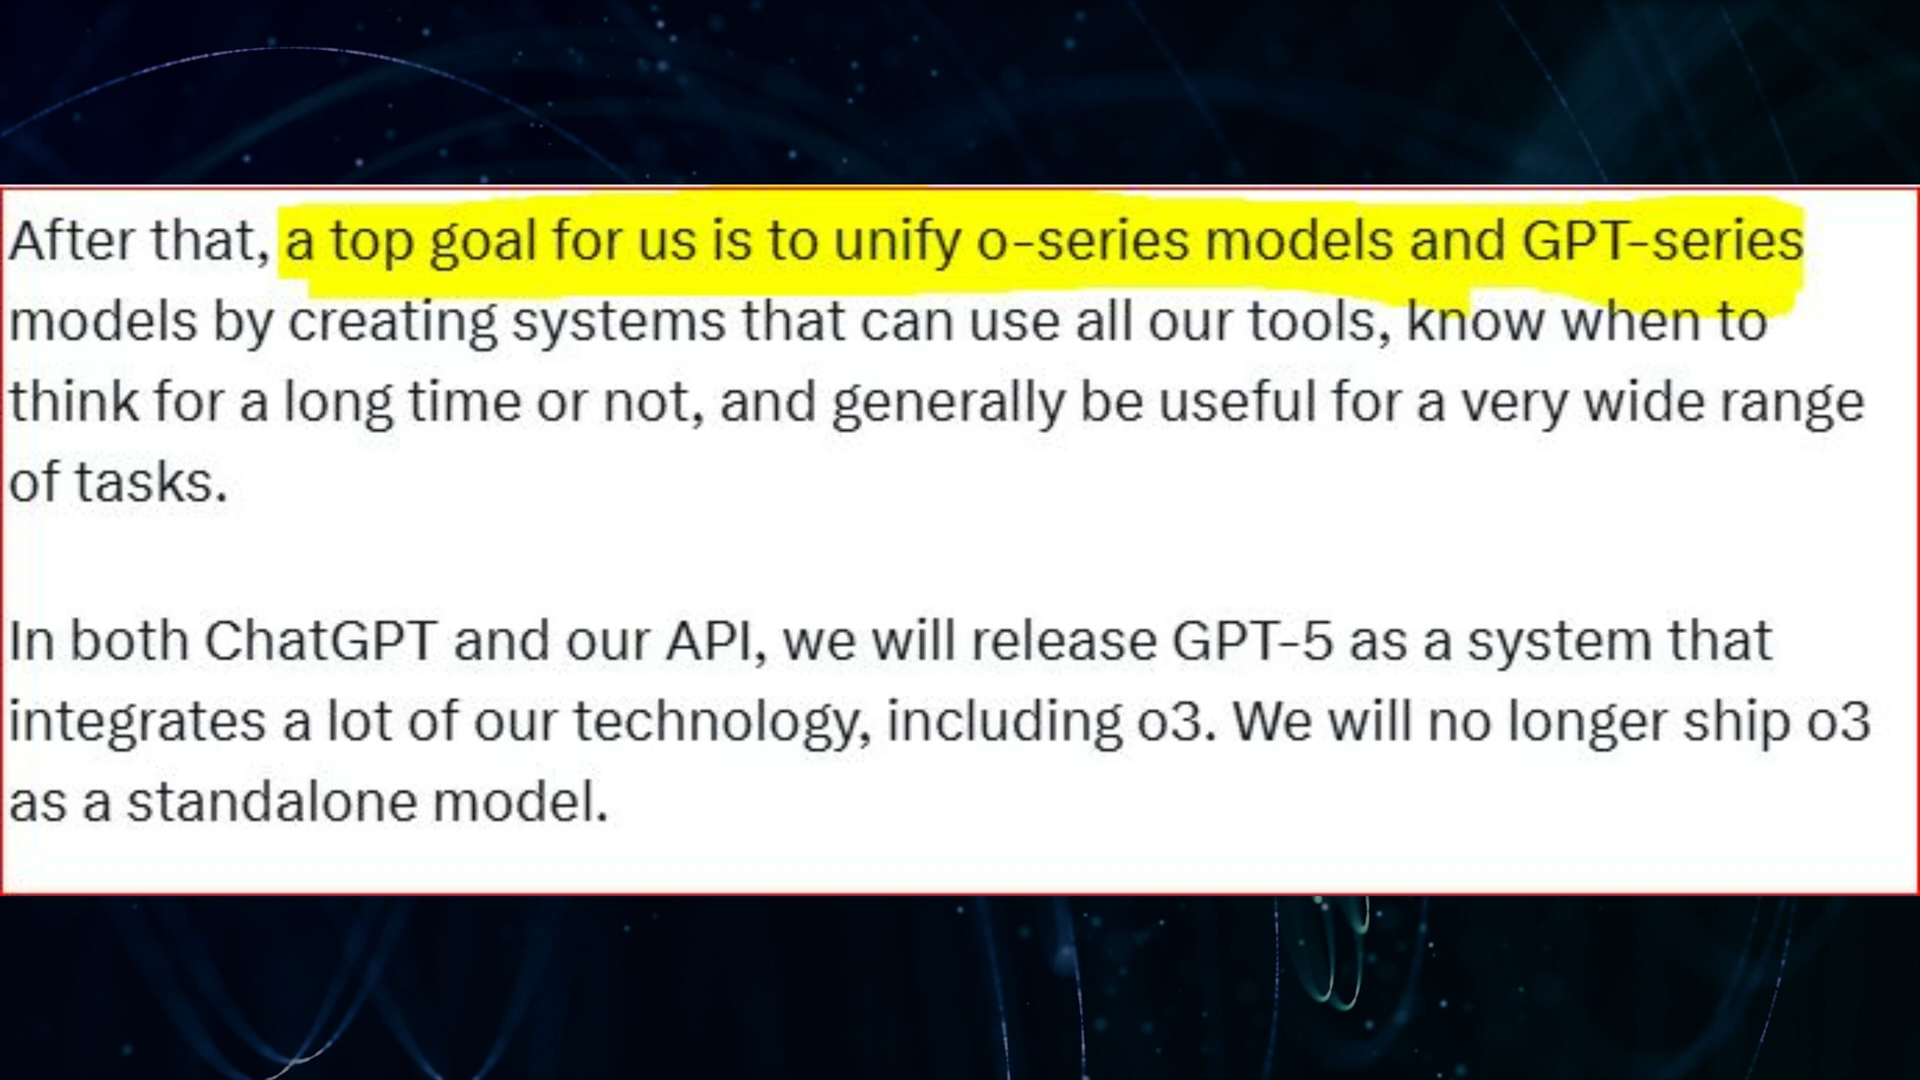 After that, a top goal for us is to unify o-series models and GPT-series
models by creating systems that can use all our tools, know when to
think for a long time or not, and generally be useful for a very wide range
of tasks.
In both ChatGPT and our API, we will release GPT-5 as a system that
integrates a lot of our technology, including o3. We will no longer ship o3
as a standalone model.